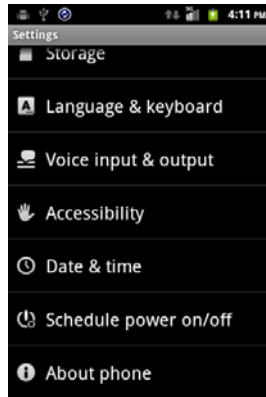 4:11 PM
Settings
Storage
Language & keyboard
Voice input & output
Accessibility
Date & time
Schedule power on/off
About phone